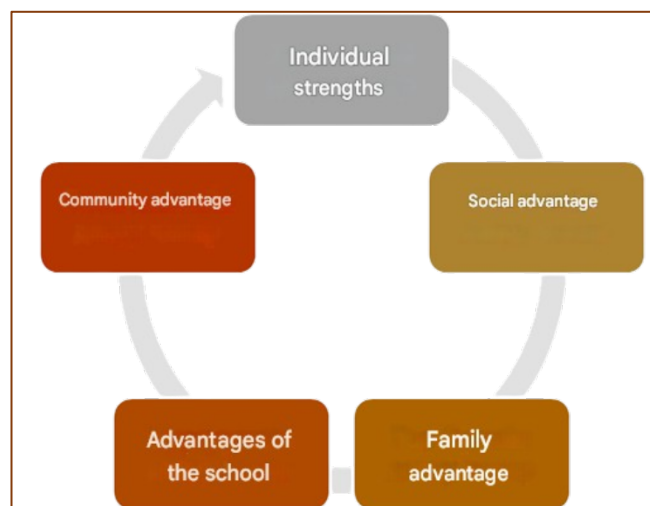 Individual
strengths
Social advantage
Family
advantage
Advantages of
the school
Community advantage